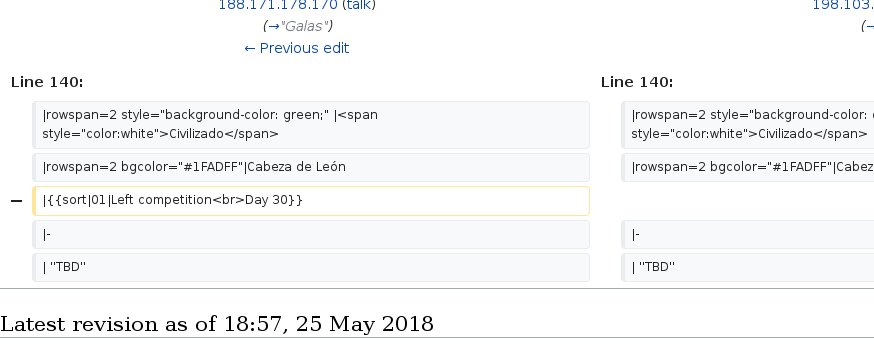 188.171.178.170 (talk)
198.103.
(→"Galas")
(→
← Previous edit
Line 140:
Line 140:
|rowspan=2 style="background-color: green;" |<span
style="color:white">Civilizado</span>
|rowspan=2 style="background-color:
style="color:white">Civilizado</span>
|rowspan=2 bgcolor="#1FADFF"|Cabeza de León
|rowspan=2 bgcolor="#1FADFF"|Cabez
− |{{sort|01|Left competition<br>Day 30}}
|-
|-
| "TBD"
| "TBD"
Latest revision as of 18:57, 25 May 2018